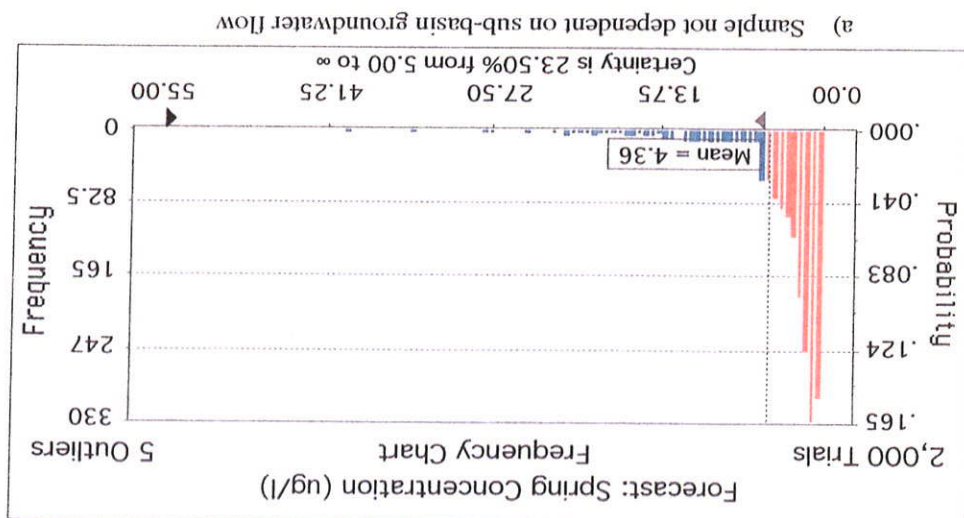 Forecast: Spring Concentration (ug/l)
2,000 Trials
Frequency Chart
5 Outliers
Probability
.165
.124
.083
.041
.000
Mean = 4.36
330
247
165
82.5
0
Frequency
0.00
13.75
27.50
41.25
55.00
Certainty is 23.50% from 5.00 to ∞
a) Sample not dependent on sub-basin groundwater flow